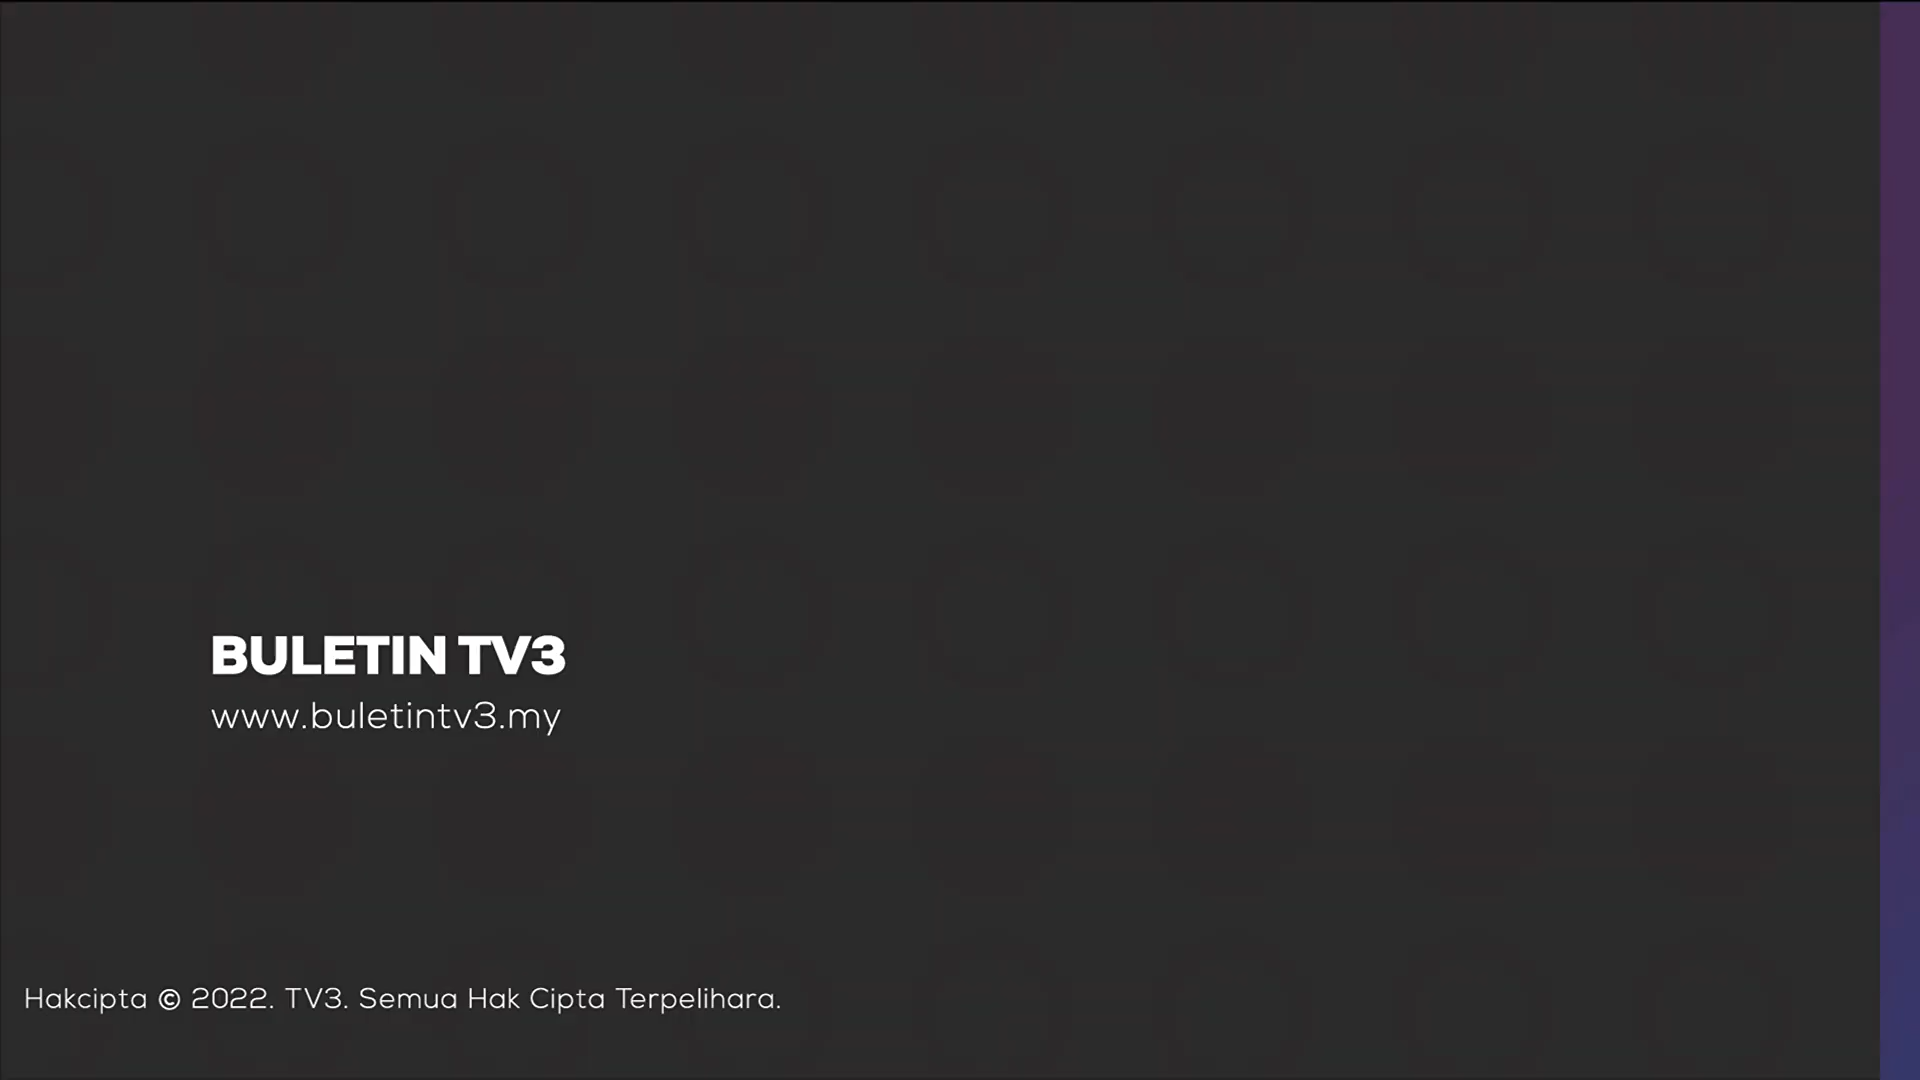 BULETIN TV3
www.buletintv3.my
Hakcipta © 2022. TV3. Semua Hak Cipta Terpelihara.